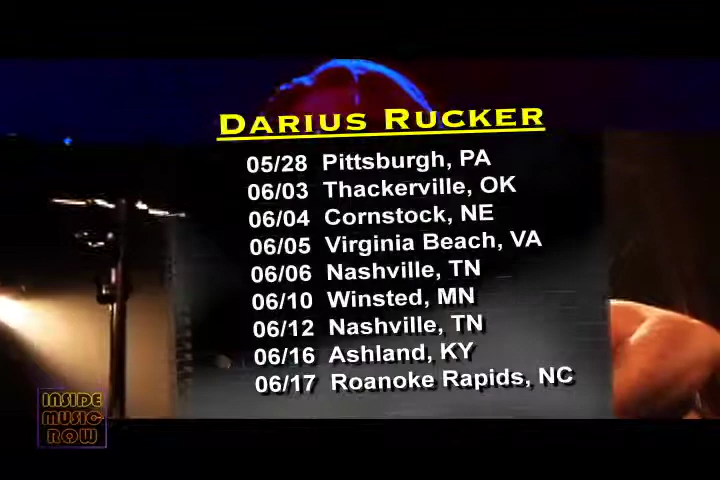 DARIUS RUCKER
05/28 Pittsburgh, PA
06/03 Thackerville, OK
06/04 Cornstock, NE
06/05 Virginia Beach, VA
06/06 Nashville, TN
06/10 Winsted, MN
06/12 Nashville, TN
06/16 Ashland, KY
06/17 Roanoke Rapids, NC
INSIDE
MUSIC
ROW